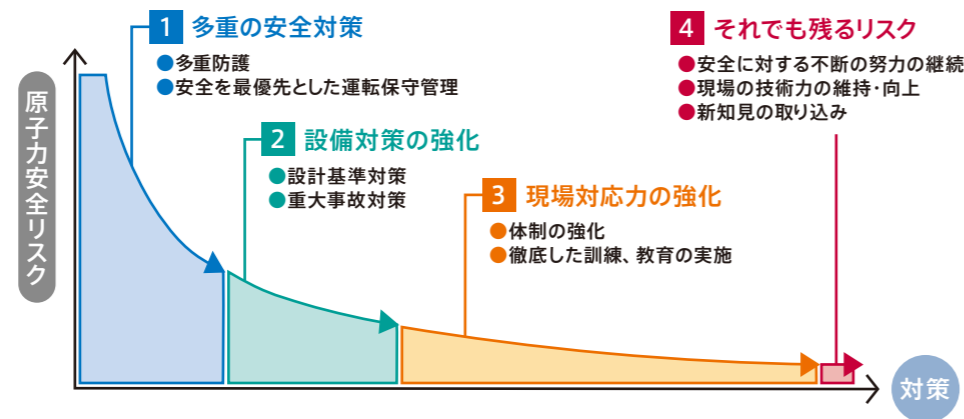 原子力安全リスク
1 多重の安全対策
●多重防護
●安全を最優先とした運転保守管理
2 設備対策の強化
●設計基準対策
●重大事故対策
3 現場対応力の強化
●体制の強化
●徹底した訓練、教育の実施
4 それでも残るリスク
●安全に対する不断の努力の継続
●現場の技術力の維持・向上
●新知見の取り込み
対策